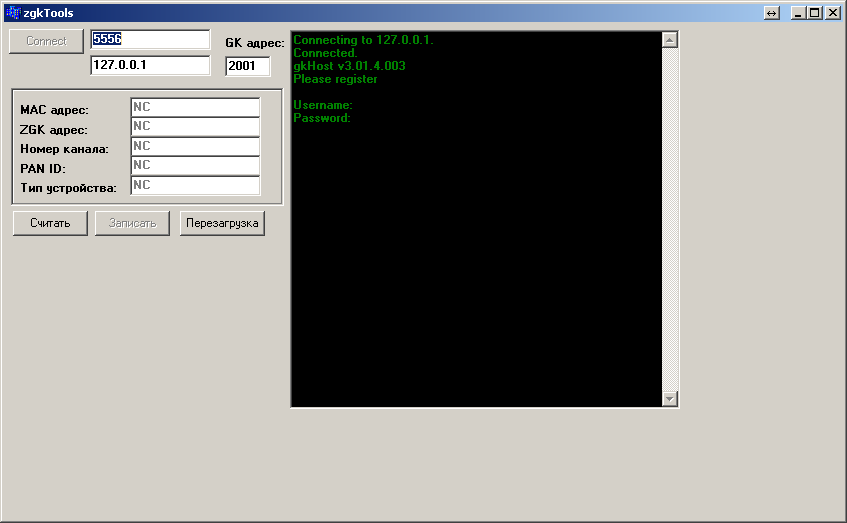 zgkTools
Connect
5556
GK адрес:
127.0.0.1
2001
MAC адрес:
NC
ZGK адрес:
NC
Номер канала:
NC
PAN ID:
NC
Тип устройства:
NC
Считать
Записать
Перезагрузка
Connecting to 127.0.0.1.
Connected.
gkHost v3.01.4.003
Please register
Username:
Password: